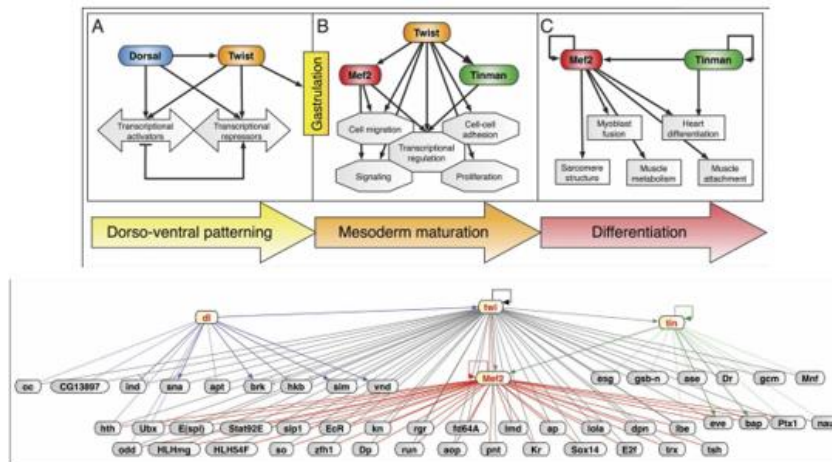 A
Dorsal
Twist
Transcriptional
activators
Transcriptional
repressors
Gastrulation
B
Twist
Mef2
Tinman
Cell migration
Cell-cell
adhesion
Transcriptional
regulation
Signaling
Proliferation
C
Mef2
Tinman
Myoblast
fusion
Heart
differentiation
Sarcomere
structure
Muscle
metabolism
Muscle
attachment
Dorso-ventral patterning
Mesoderm maturation
Differentiation
dl
twi
tin
Mef2
oc CG13897 ind sna apt brk hkb sim vnd
esg gsb-n ase Dr gcm Mnf
hth Ubx E(spl) Stat92E slp1 EcR kn rgr fd64A lmd ap lola dpn lbe eve bap Ptx1 nau
odd HLHmg HLH54F so zfh1 Dp run aop pnt Kr Sox14 E2f trx tsh